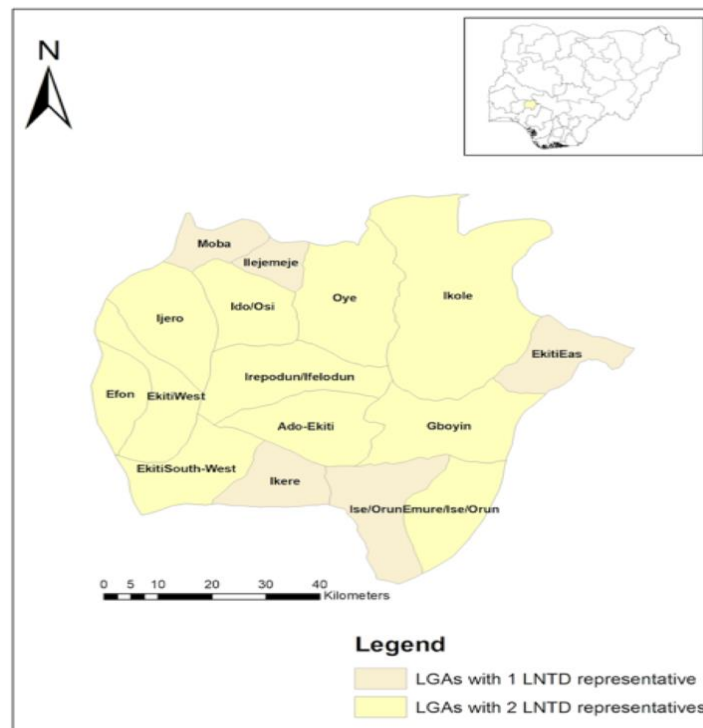 N
Moba
Ilejemeje
Oye
Ikole
Ido/Osi
Ijero
EkitiEas
Irepodun/Ifelodun
Efon
EkitiWest
Ado-Ekiti
Gboyin
EkitiSouth-West
Ikere
Ise/Orun
Emure/Ise/Orun
0 5 10 20 30 40
Kilometers
Legend
LGAs with 1 LNTD representative
LGAs with 2 LNTD representatives